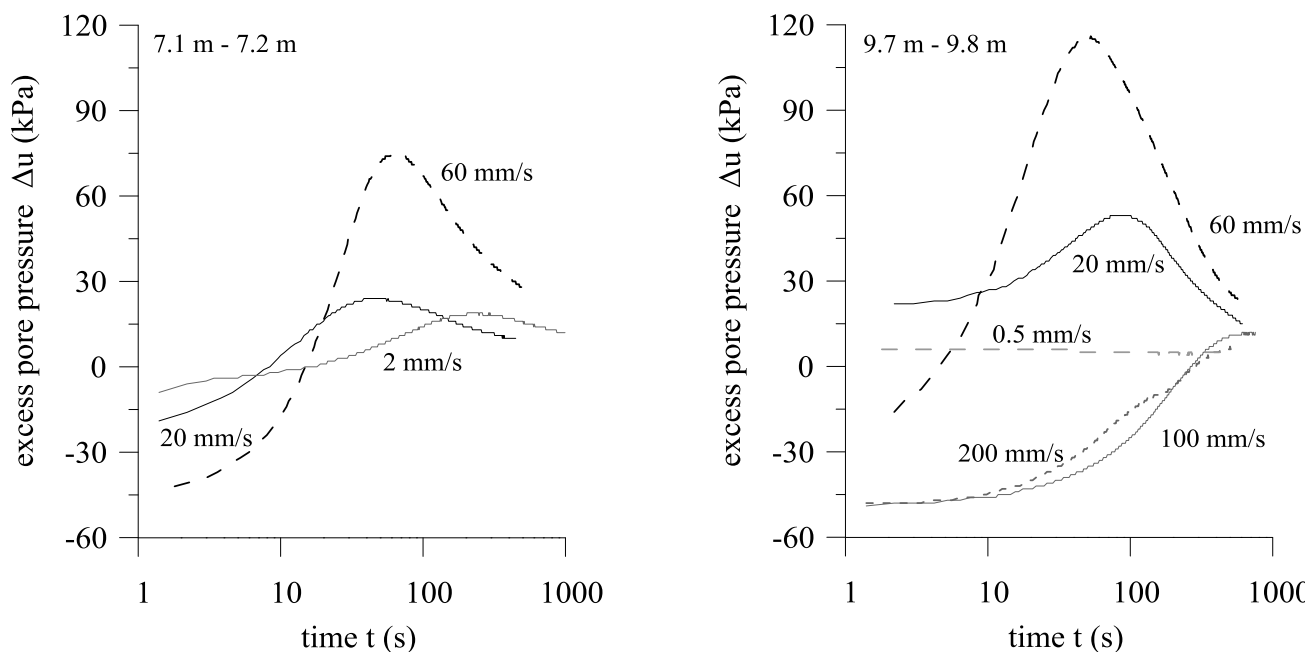 120
90
60
30
0
-30
-60
excess pore pressure Δu (kPa)
7.1 m - 7.2 m
60 mm/s
2 mm/s
20 mm/s
1
10
100
1000
time t (s)
120
90
60
30
0
-30
-60
excess pore pressure Δu (kPa)
9.7 m - 9.8 m
60 mm/s
20 mm/s
0.5 mm/s
100 mm/s
200 mm/s
1
10
100
1000
time t (s)